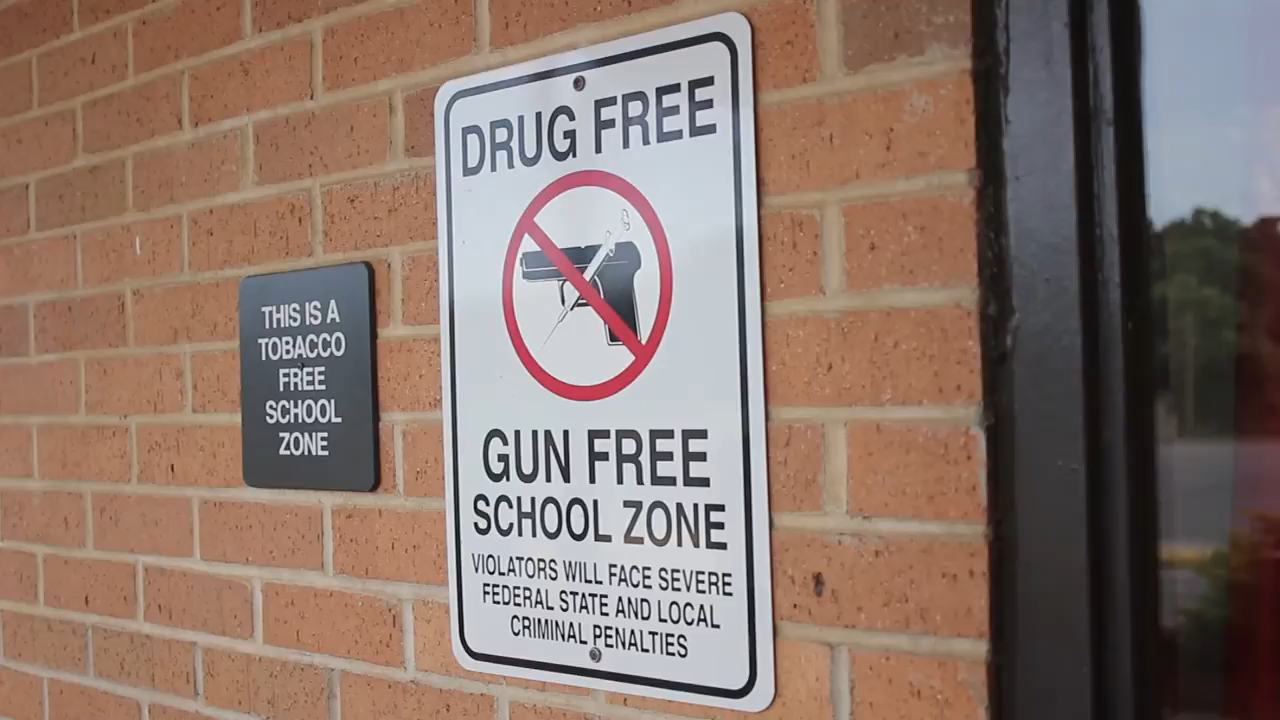 THIS IS A
TOBACCO
FREE
SCHOOL
ZONE
DRUG FREE
GUN FREE
SCHOOL ZONE
VIOLATORS WILL FACE SEVERE
FEDERAL STATE AND LOCAL
CRIMINAL PENALTIES